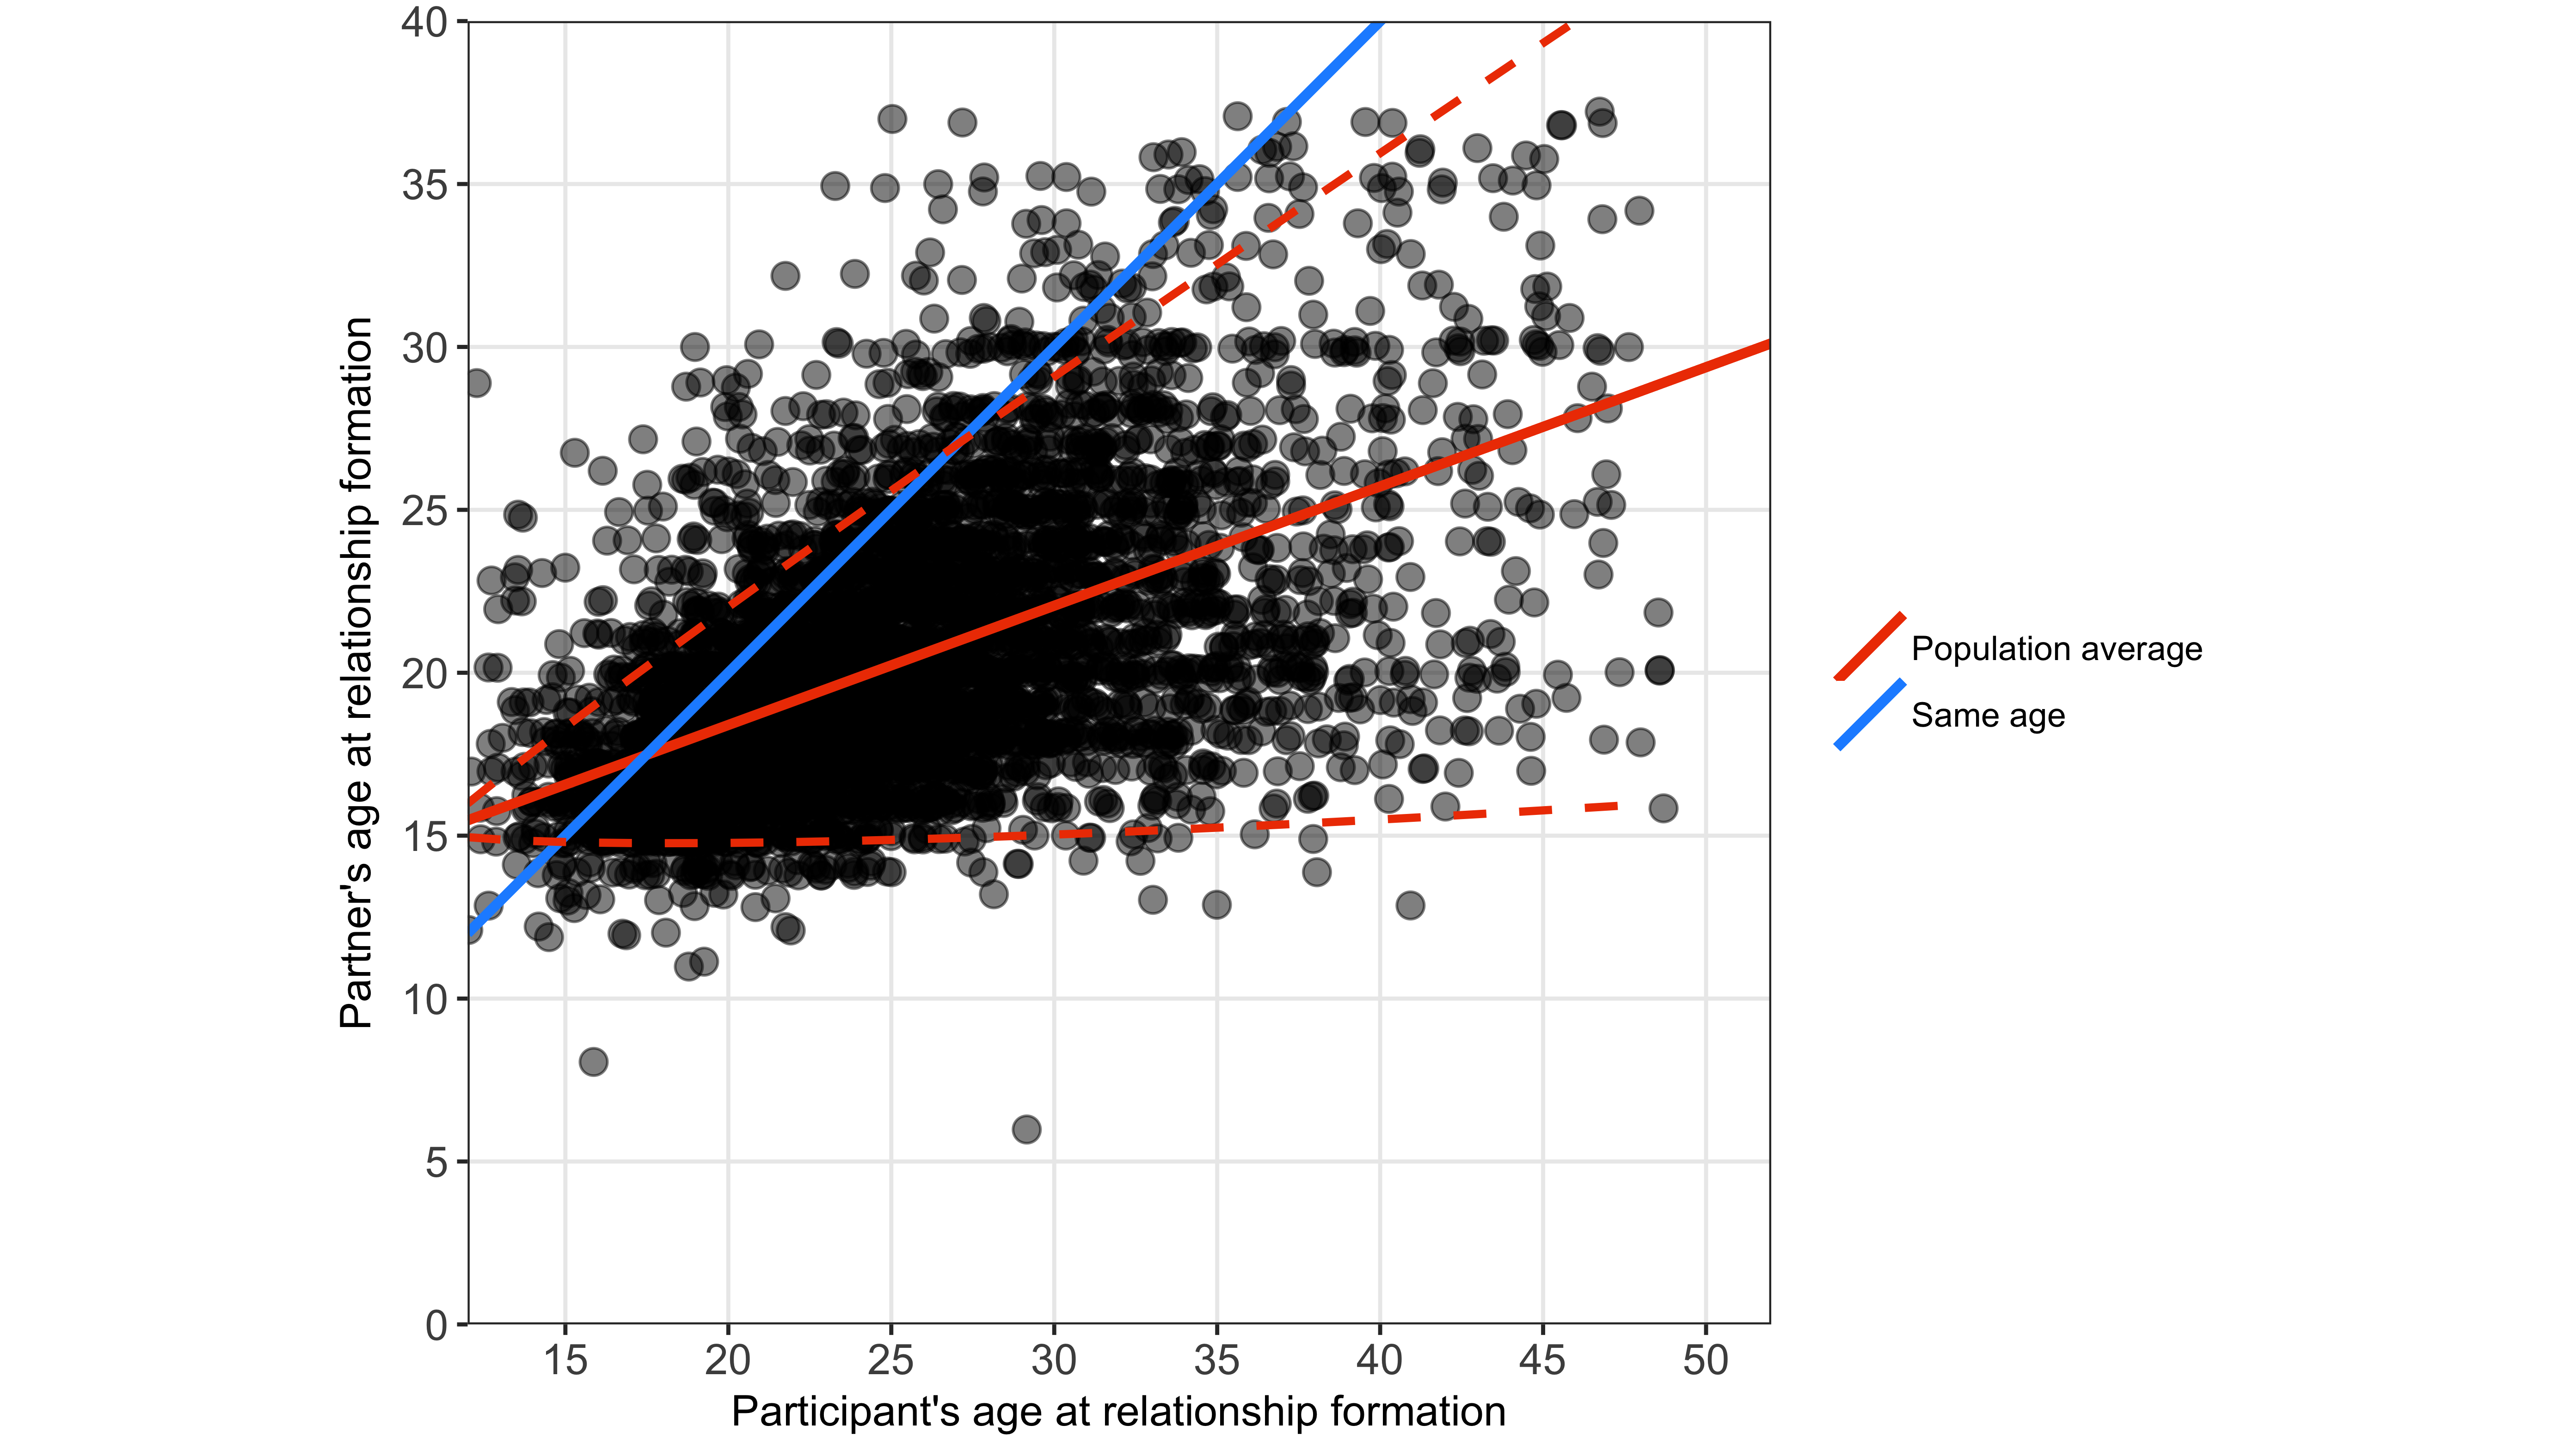 40
35
30
25
20
15
10
5
0
Partner's age at relationship formation
15 20 25 30 35 40 45 50
Participant's age at relationship formation
Population average
Same age